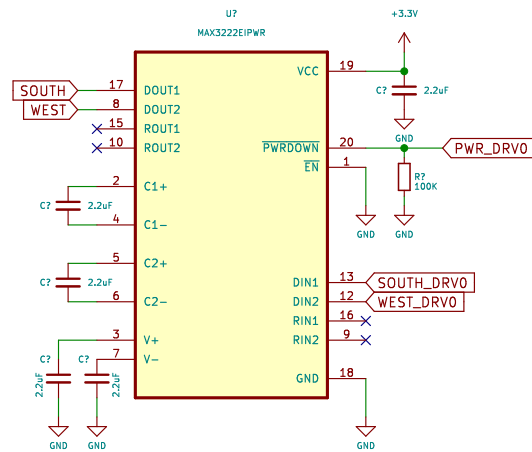 U?
MAX3222EIPWR
+3.3V
SOUTH 17 DOUT1
WEST 8 DOUT2
15 ROUT1
10 ROUT2
VCC 19
C? 2.2uF
GND
PWRDOWN 20 PWR_DRV0
EN 1
R?
100K
GND GND
2 C1+
C? 2.2uF
4 C1-
5 C2+
C? 2.2uF
6 C2-
DIN1 13 SOUTH_DRV0
DIN2 12 WEST_DRV0
RIN1 16
RIN2 9
3 V+
7 V-
C? 2.2uF
C? 2.2uF
GND GND
GND 18
GND